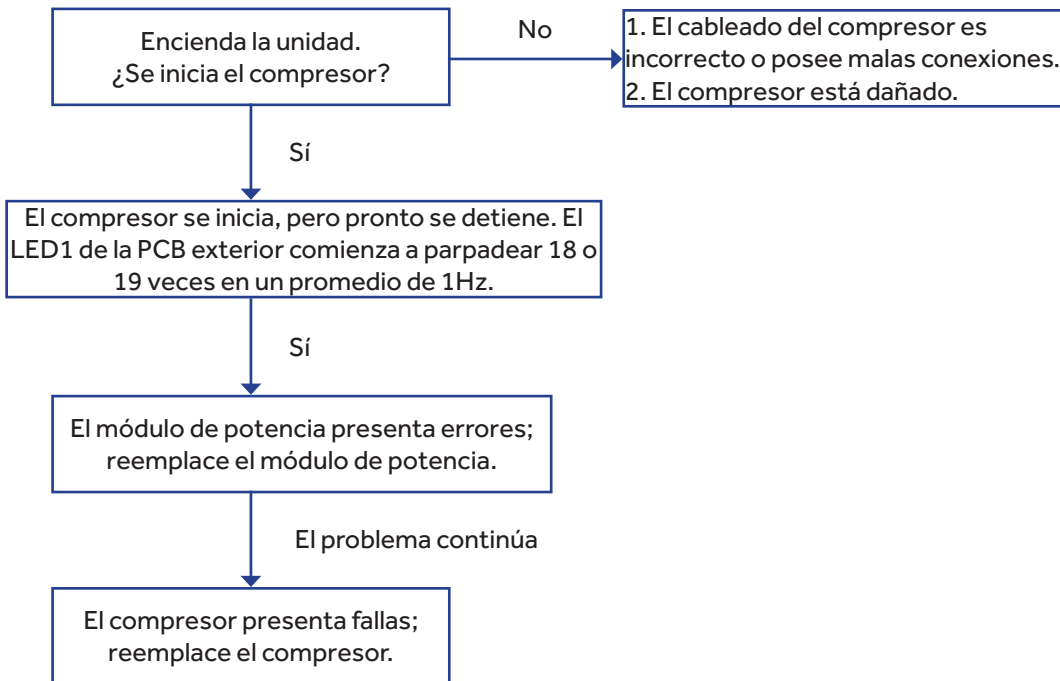 Encienda la unidad.
¿Se inicia el compresor?
No
1. El cableado del compresor es
incorrecto o posee malas conexiones.
2. El compresor está dañado.
Sí
El compresor se inicia, pero pronto se detiene. El
LED1 de la PCB exterior comienza a parpadear 18 o
19 veces en un promedio de 1Hz.
Sí
El módulo de potencia presenta errores;
reemplace el módulo de potencia.
El problema continúa
El compresor presenta fallas;
reemplace el compresor.